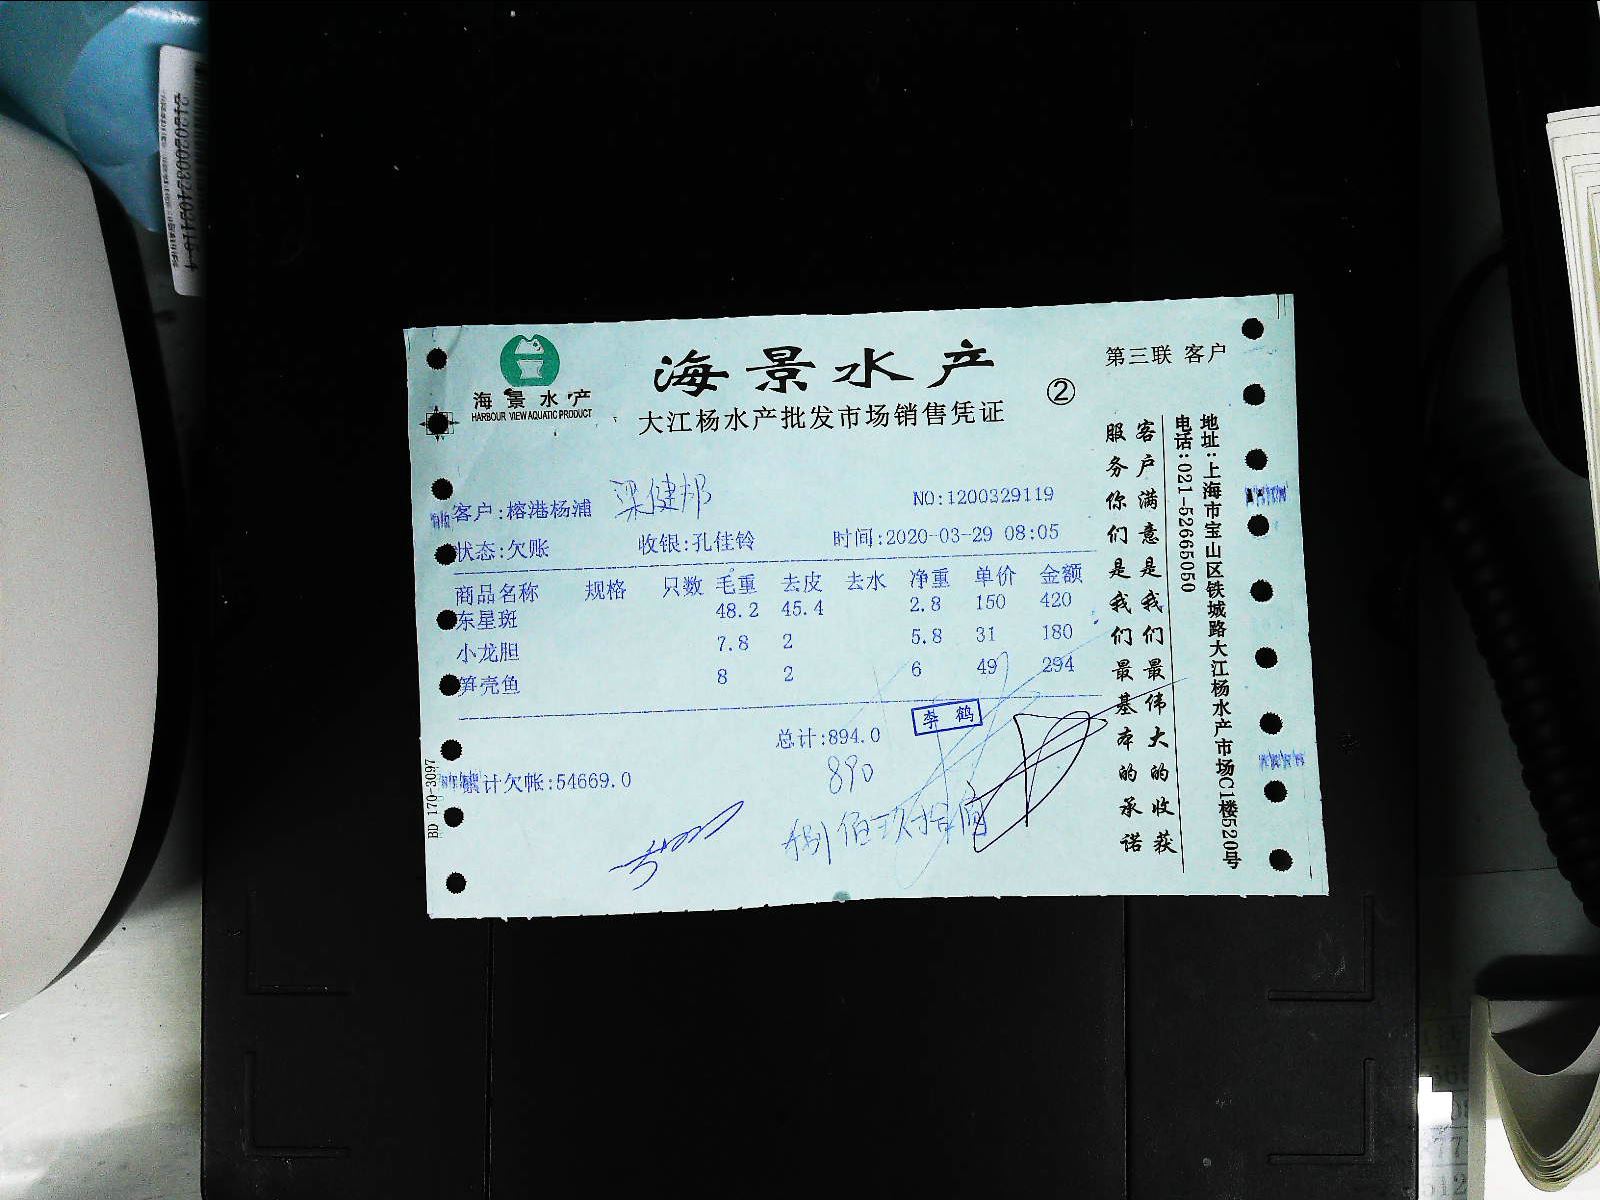 海景水产
HARBOUR VIEW AQUATIC PRODUCT
海景水产
大江杨水产批发市场销售凭证
②
第三联 客户
客户:榕港杨浦 梁健邦
NO:1200329119
状态:欠账 收银:孔佳铃 时间:2020-03-29 08:05
商品名称 规格 只数 毛重 去皮 去水 净重 单价 金额
东星斑 48.2 45.4 2.8 150 420
小龙胆 7.8 2 5.8 31 180
笋壳鱼 8 2 6 49 294
总计:894.0
李鹤
890
累计欠帐:54669.0
捌佰玖拾
BD 170-3097
客户满意是我们最伟大的收获
服务你们是我们最基本的承诺
地址:上海市宝山区铁城路大江杨水产市场C1楼520号
电话:021-52665050